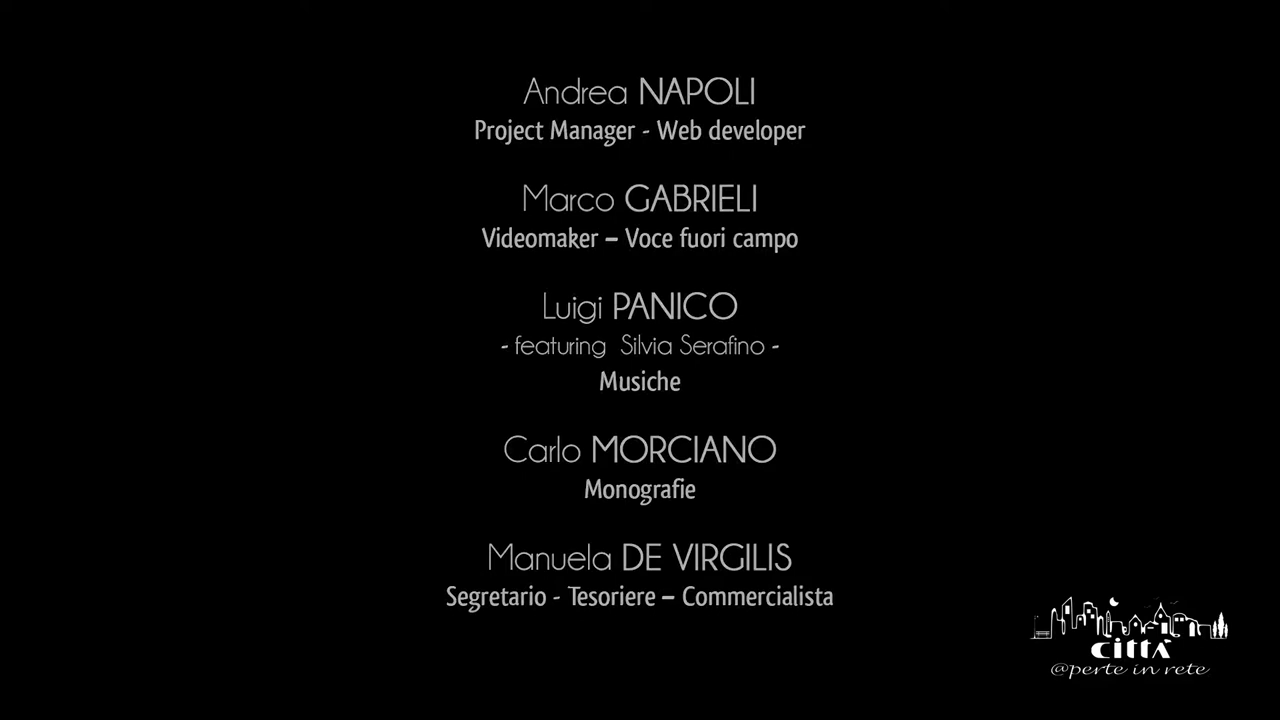 Andrea NAPOLI
Project Manager - Web developer
Marco GABRIELI
Videomaker – Voce fuori campo
Luigi PANICO
- featuring Silvia Serafino -
Musiche
Carlo MORCIANO
Monografie
Manuela DE VIRGILIS
Segretario - Tesoriere – Commercialista
CITTÀ
@perte in rete